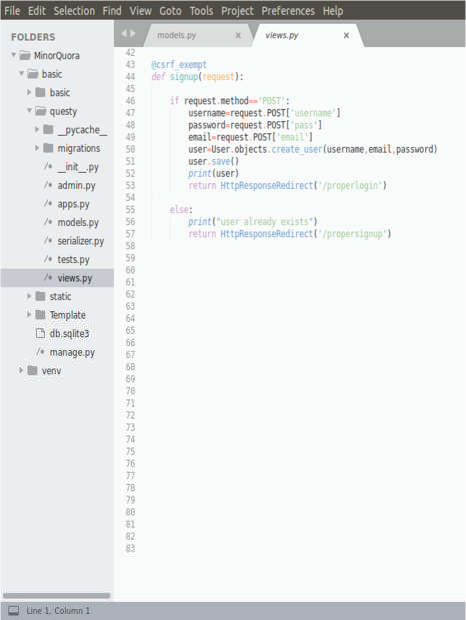 File Edit Selection Find View Goto Tools Project Preferences Help
FOLDERS
MinorQuora
basic
basic
questy
__pycache__
migrations
__init__.py
admin.py
apps.py
models.py
serializer.py
tests.py
views.py
static
Template
db.sqlite3
manage.py
venv
models.py x views.py x
42
43 @csrf_exempt
44 def signup(request):
45
46 if request.method=='POST':
47 username=request.POST['username']
48 password=request.POST['pass']
49 email=request.POST['email']
50 user=User.objects.create_user(username,email,password)
51 user.save()
52 print(user)
53 return HttpResponseRedirect('/properlogin')
54
55 else:
56 print("user already exists")
57 return HttpResponseRedirect('/propersignup')
58
59
60
61
62
63
64
65
66
67
68
69
70
71
72
73
74
75
76
77
78
79
80
81
82
83
Line 1, Column 1